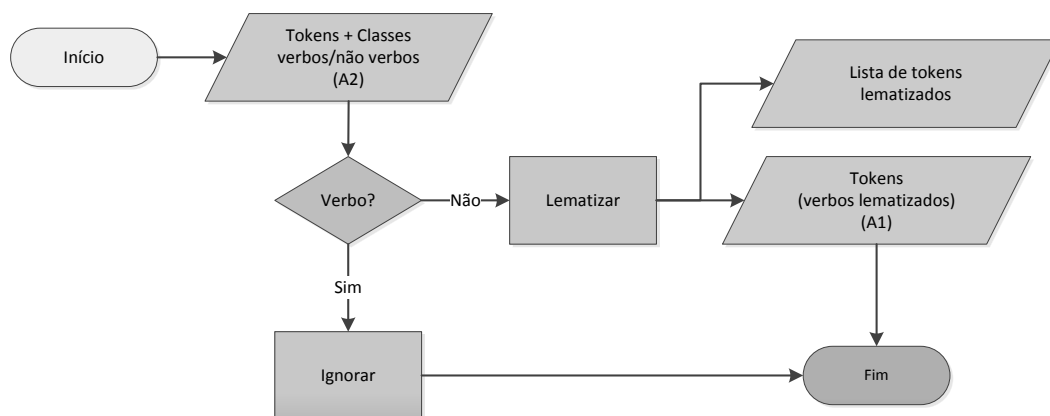 Início
Tokens + Classes
verbos/não verbos
(A2)
Lista de tokens
lematizados
Verbo?
Não
Lematizar
Tokens
(verbos lematizados)
(A1)
Sim
Ignorar
Fim